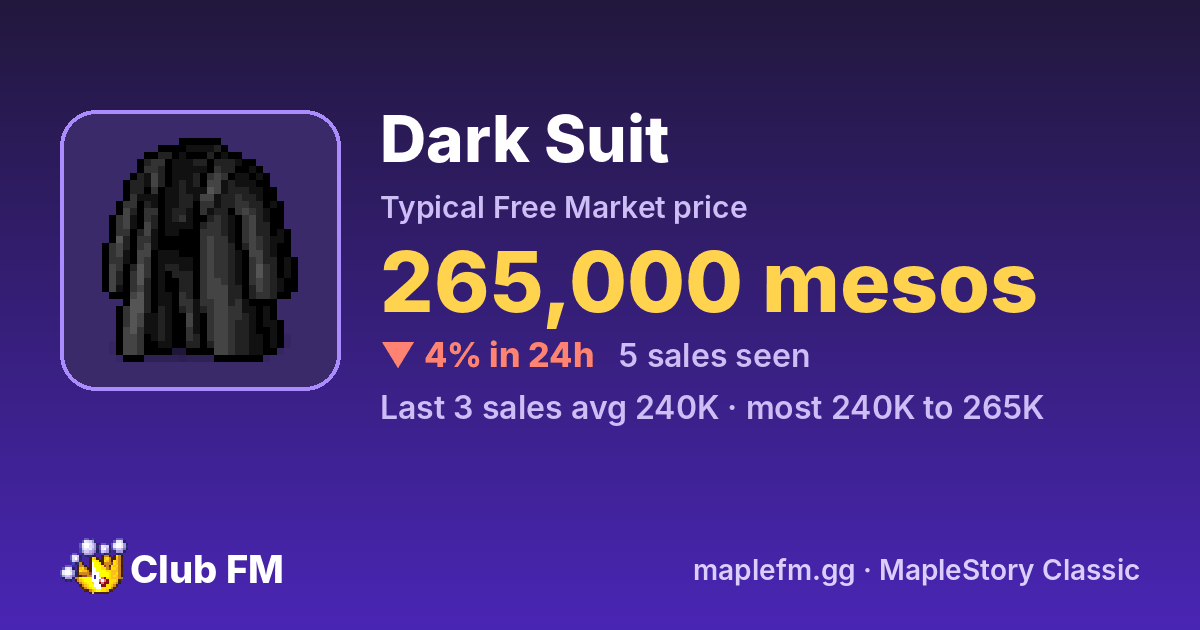 Dark Suit
Typical Free Market price
265,000 mesos
▼ 4% in 24h 5 sales seen
Last 3 sales avg 240K · most 240K to 265K
Club FM
maplefm.gg · MapleStory Classic